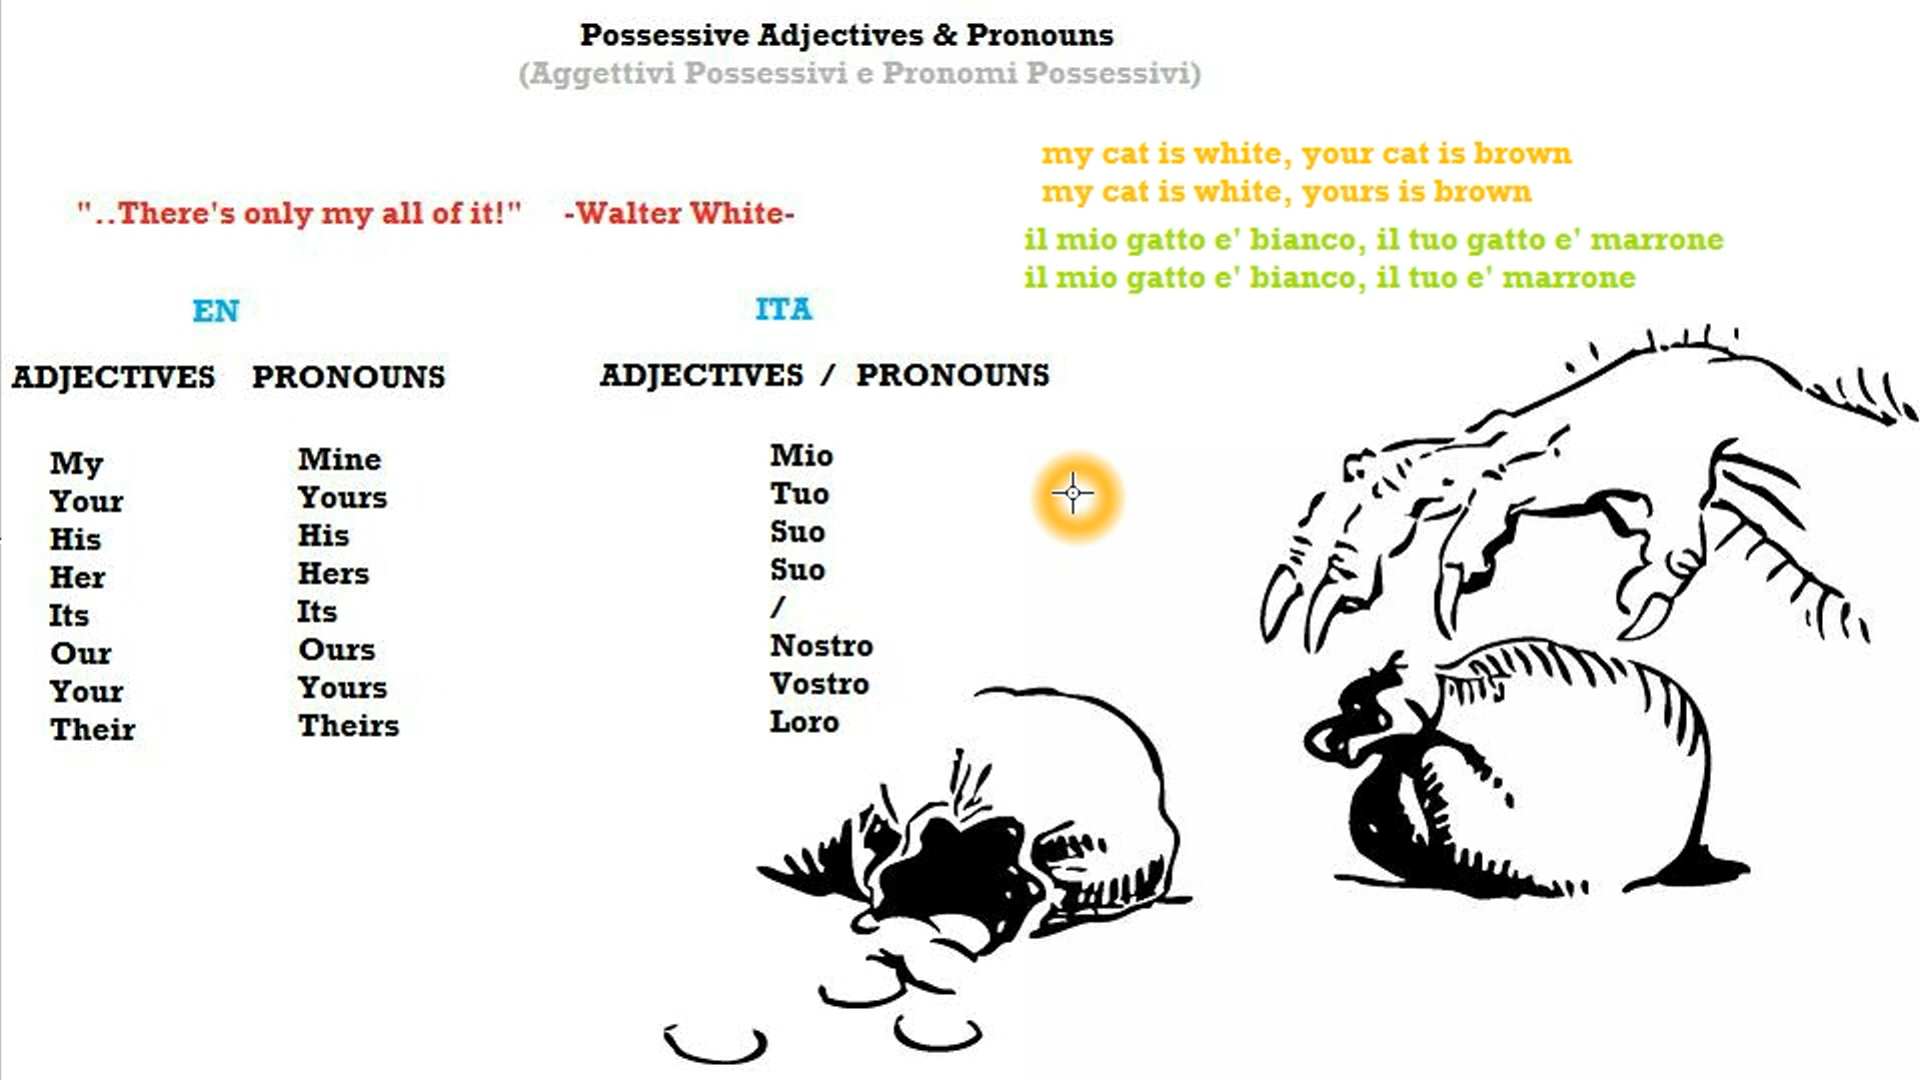 Possessive Adjectives & Pronouns
(Aggettivi Possessivi e Pronomi Possessivi)
my cat is white, your cat is brown
my cat is white, yours is brown
"..There's only my all of it!" -Walter White-
il mio gatto e' bianco, il tuo gatto e' marrone
il mio gatto e' bianco, il tuo e' marrone
EN ITA
ADJECTIVES PRONOUNS ADJECTIVES / PRONOUNS
My Mine Mio
Your Yours Tuo
His His Suo
Her Hers Suo
Its Its /
Our Ours Nostro
Your Yours Vostro
Their Theirs Loro